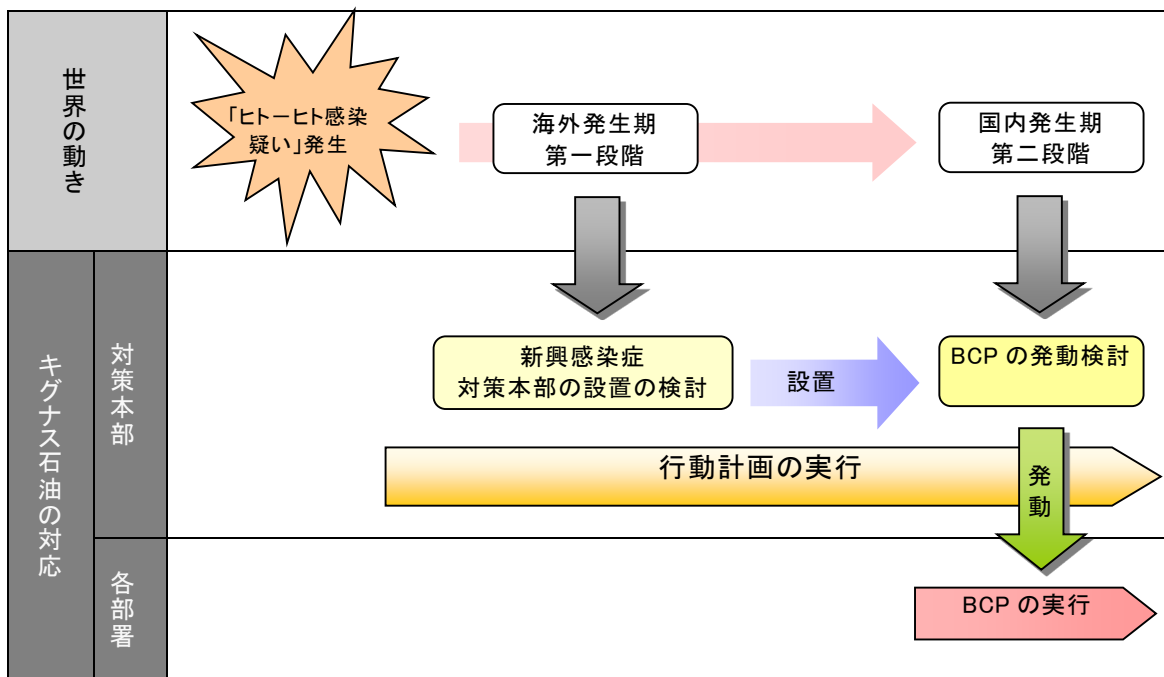 世界の動き
「ヒトーヒト感染
疑い」発生
海外発生期
第一段階
国内発生期
第二段階
キグナス石油の対応
対策本部
新興感染症
対策本部の設置の検討
設置
BCP の発動検討
行動計画の実行
発動
各部署
BCP の実行